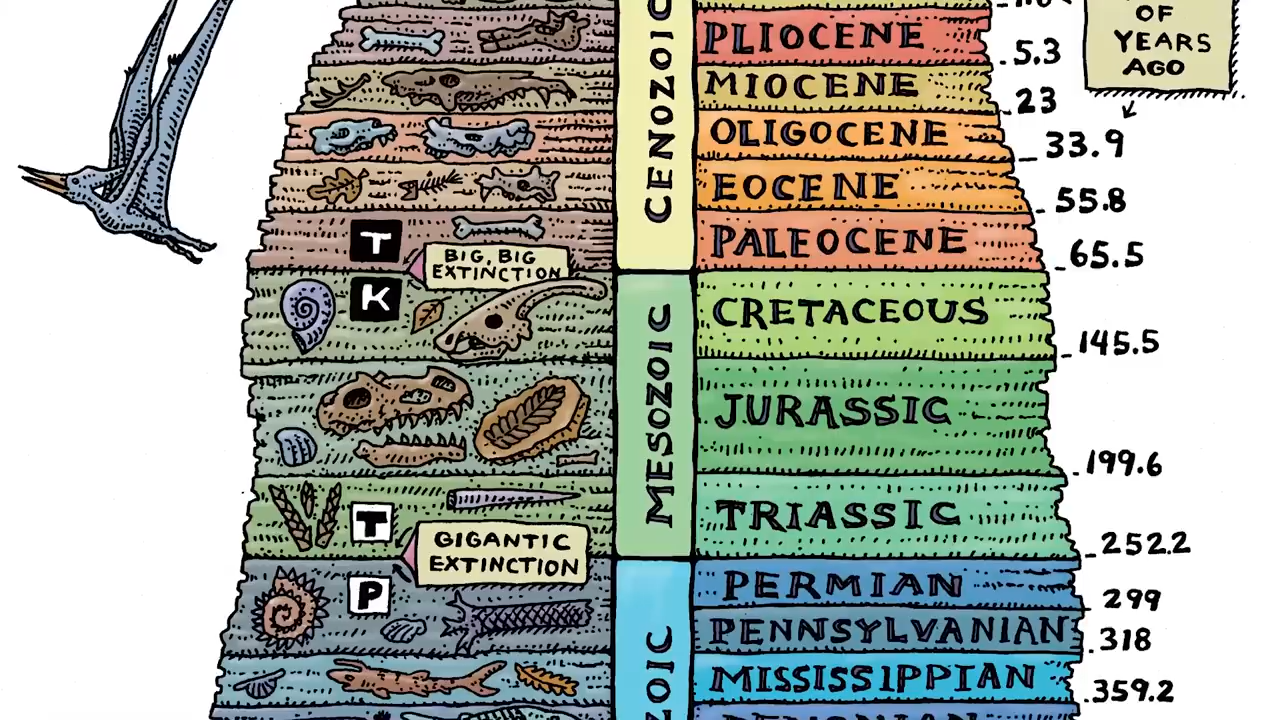 OF
YEARS
AGO
PLIOCENE
5.3
MIOCENE
23
OLIGOCENE
33.9
EOCENE
55.8
PALEOCENE
65.5
CENOZOIC
T
BIG, BIG
EXTINCTION
K
CRETACEOUS
145.5
JURASSIC
199.6
MESOZOIC
TRIASSIC
252.2
T
GIGANTIC
EXTINCTION
P
PERMIAN
299
PENNSYLVANIAN
318
MISSISSIPPIAN
359.2
ZOIC